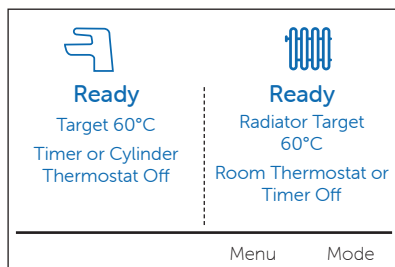 Ready
Target 60°C
Timer or Cylinder
Thermostat Off
Ready
Radiator Target
60°C
Room Thermostat or
Timer Off
Menu
Mode